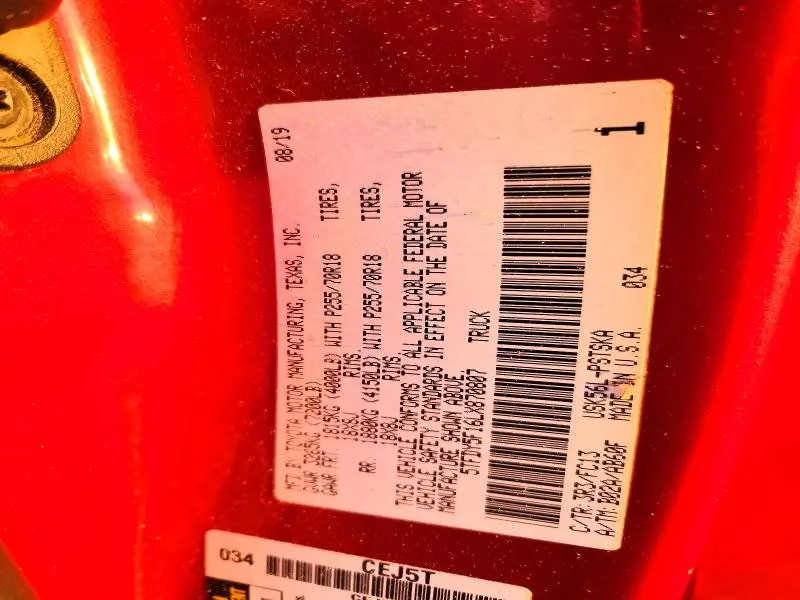 MFT BY TOYOTA MOTOR MANUFACTURING, TEXAS, INC. 08/19
GVWR 3265KG (7200LB)
GAWR FRT. 1815KG (4000LB) WITH P255/70R18 TIRES,
18X8J RIMS,
RR. 1880KG (4150LB) WITH P255/70R18 TIRES,
18X8J RIMS,
THIS VEHICLE CONFORMS TO ALL APPLICABLE FEDERAL MOTOR
VEHICLE SAFETY STANDARDS IN EFFECT ON THE DATE OF
MANUFACTURE SHOWN ABOVE.
5TFDY5F16LX870807 TRUCK
C/TR: 3R3/FC13 USK56L-PSTSKA 034 1
A/TM: B02A/AB60F MADE IN U.S.A.
034 CEJ5T